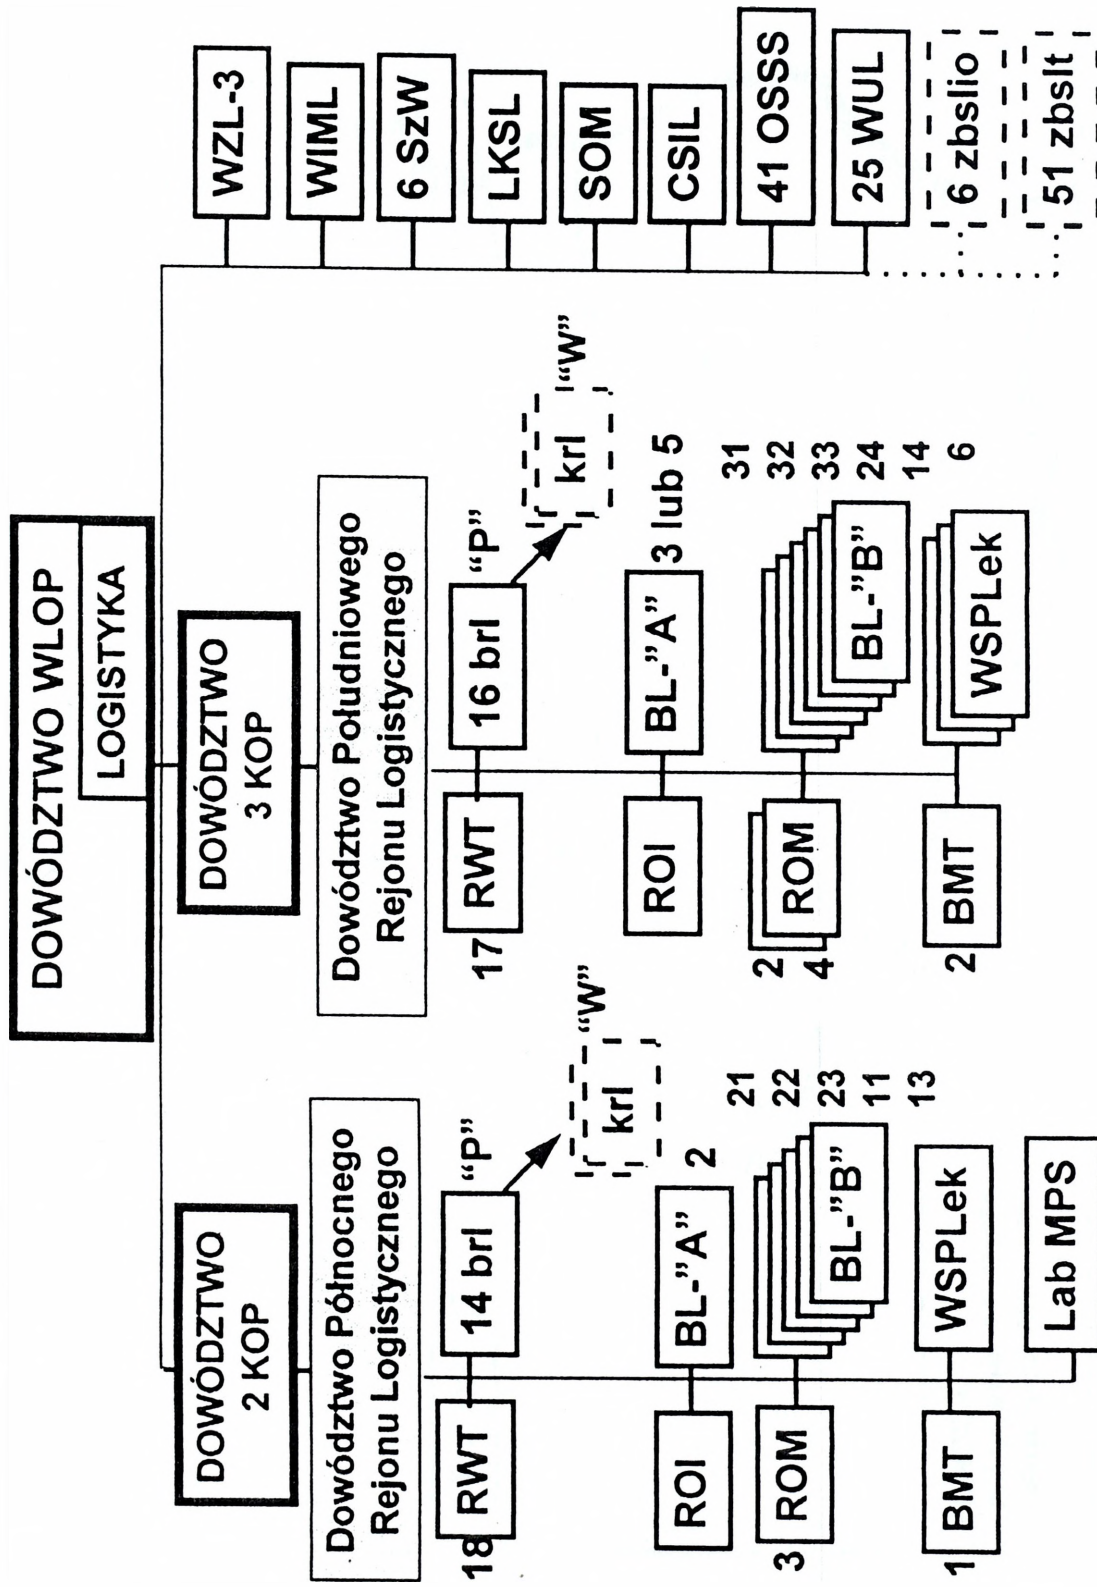 DOWÓDZTWO WLOP
LOGISTYKA
DOWÓDZTWO
2 KOP
Dowództwo Północnego
Rejonu Logistycznego
18 RWT
14 brl
“P”
krl
“W”
ROI
BL-”A”
2
3 ROM
BL-”B”
21
22
23
11
13
1 BMT
WSPLek
Lab MPS
DOWÓDZTWO
3 KOP
Dowództwo Południowego
Rejonu Logistycznego
17 RWT
16 brl
“P”
krl
“W”
ROI
BL-”A”
3 lub 5
2
4
ROM
BL-”B”
31
32
33
24
14
6
2 BMT
WSPLek
WZL-3
WIML
6 SzW
LKSL
SOM
CSIL
41 OSSS
25 WUL
6 zbslio
51 zbslt